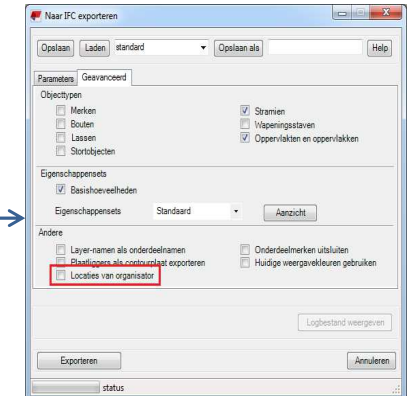 Naar IFC exporteren
Opslaan Laden standard Opslaan als Help
Parameters Geavanceerd
Objecttypen
Merken Stramien
Bouten Wapeningsstaven
Lassen Oppervlakten en oppervlakken
Stortobjecten
Eigenschappensets
Basishoeveelheden
Eigenschappensets Standaard Aanzicht
Andere
Layer-namen als onderdeelnamen Onderdeelmerken uitsluiten
Plaatliggers als contourplaat exporteren Huidige weergavekleuren gebruiken
Locaties van organisator
Logbestand weergeven
Exporteren Annuleren
status